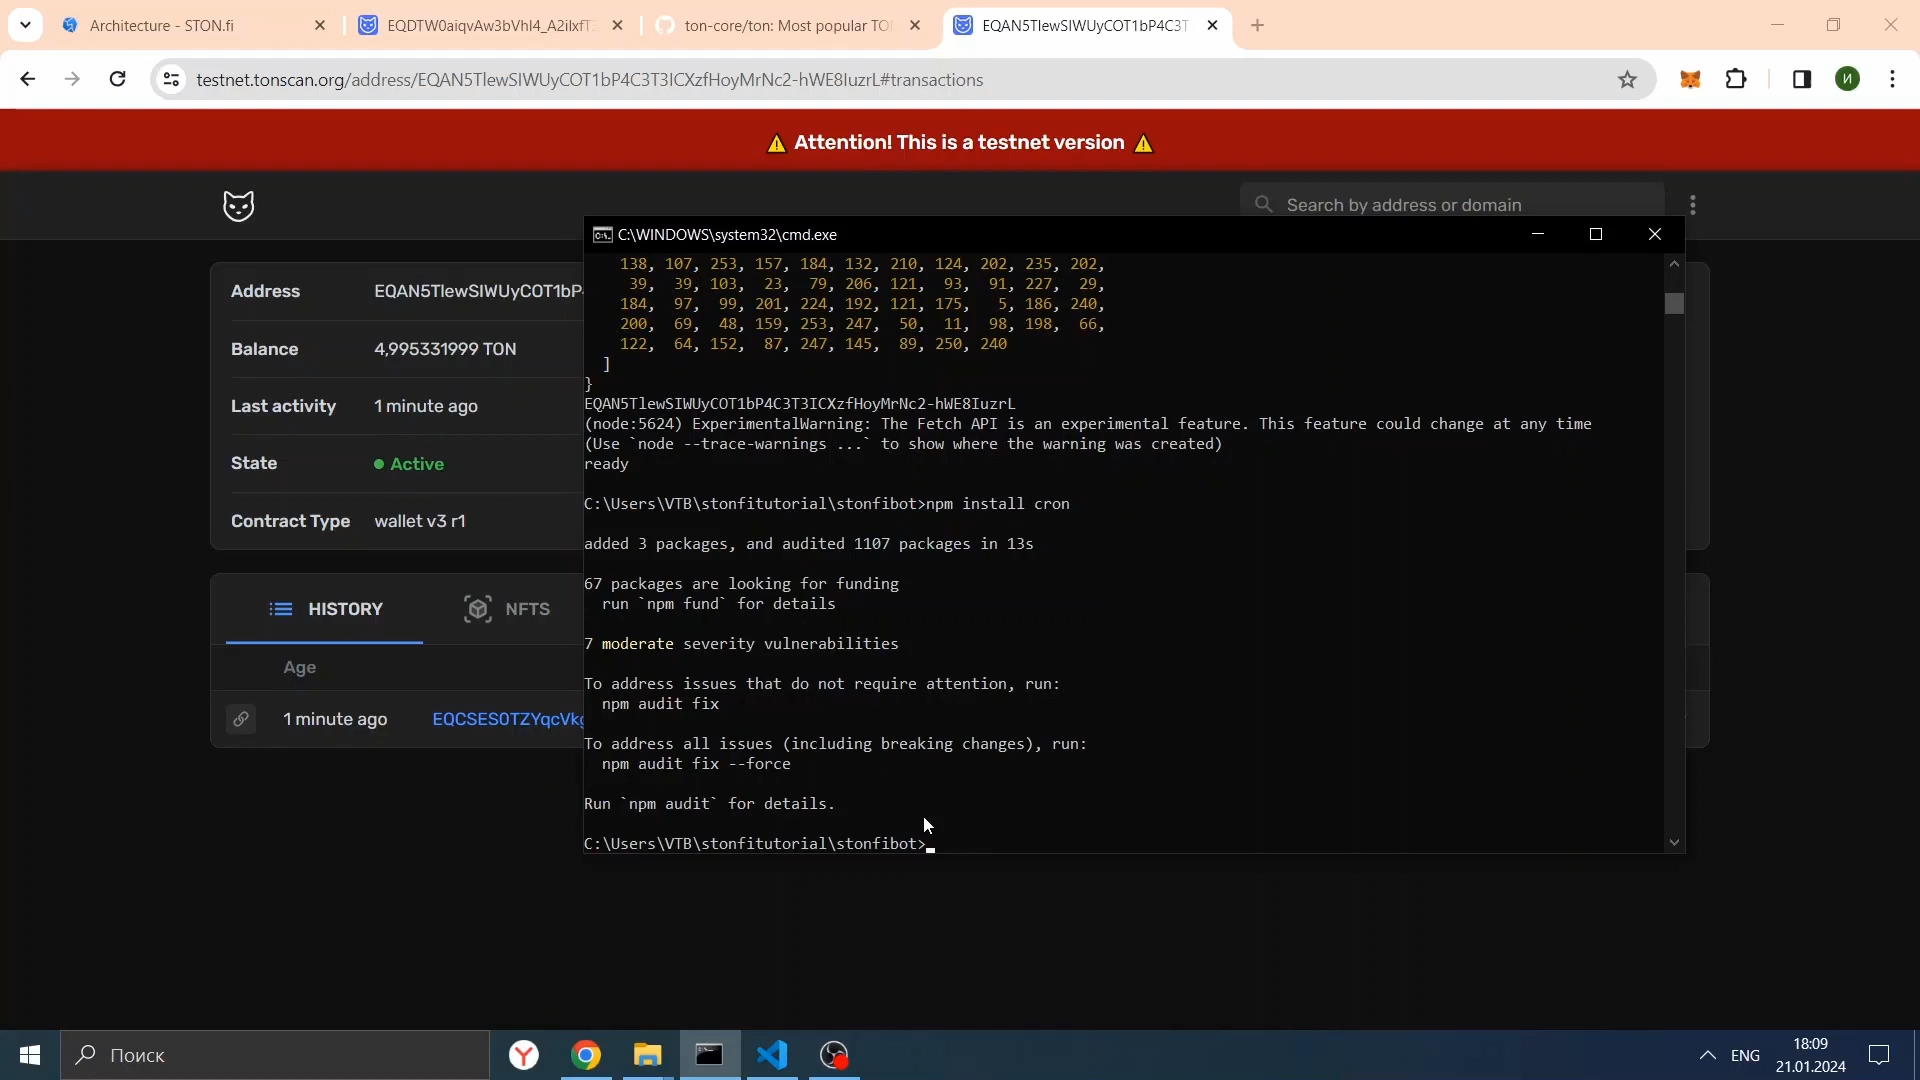 Architecture - STON.fi
EQDTW0aiqvAw3bVhI4_A2iIxfT
ton-core/ton: Most popular TO
EQAN5TlewSIWUyCOT1bP4C3T
testnet.tonscan.org/address/EQAN5TlewSIWUyCOT1bP4C3T3ICXzfHoyMrNc2-hWE8IuzrL#transactions
И
Attention! This is a testnet version
Search by address or domain
C:\WINDOWS\system32\cmd.exe
Address
EQAN5TlewSIWUyCOT1bP
Balance
4,995331999 TON
Last activity
1 minute ago
State
Active
Contract Type
wallet v3 r1
HISTORY
NFTS
Age
1 minute ago
EQCSES0TZYqcVkg
138, 107, 253, 157, 184, 132, 210, 124, 202, 235, 202,
39, 39, 103, 23, 79, 206, 121, 93, 91, 227, 29,
184, 97, 99, 201, 224, 192, 121, 175, 5, 186, 240,
200, 69, 48, 159, 253, 247, 50, 11, 98, 198, 66,
122, 64, 152, 87, 247, 145, 89, 250, 240
]
}
EQAN5TlewSIWUyCOT1bP4C3T3ICXzfHoyMrNc2-hWE8IuzrL
(node:5624) ExperimentalWarning: The Fetch API is an experimental feature. This feature could change at any time
(Use `node --trace-warnings ...` to show where the warning was created)
ready
C:\Users\VTB\stonfitutorial\stonfibot>npm install cron
added 3 packages, and audited 1107 packages in 13s
67 packages are looking for funding
run `npm fund` for details
7 moderate severity vulnerabilities
To address issues that do not require attention, run:
npm audit fix
To address all issues (including breaking changes), run:
npm audit fix --force
Run `npm audit` for details.
C:\Users\VTB\stonfitutorial\stonfibot>
Поиск
ENG
18:09
21.01.2024